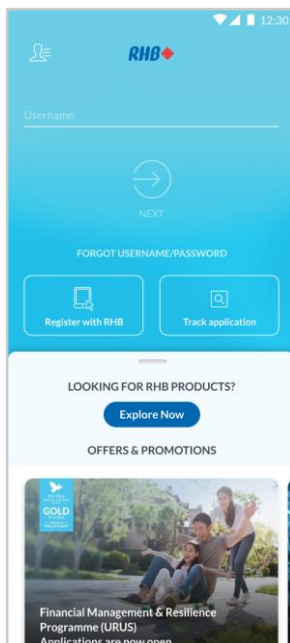 12:30
RHB
Username
NEXT
FORGOT USERNAME/PASSWORD
Register with RHB
Track application
LOOKING FOR RHB PRODUCTS?
Explore Now
OFFERS & PROMOTIONS
GOLD
Financial Management & Resilience
Programme (URUS)
Applications are now open